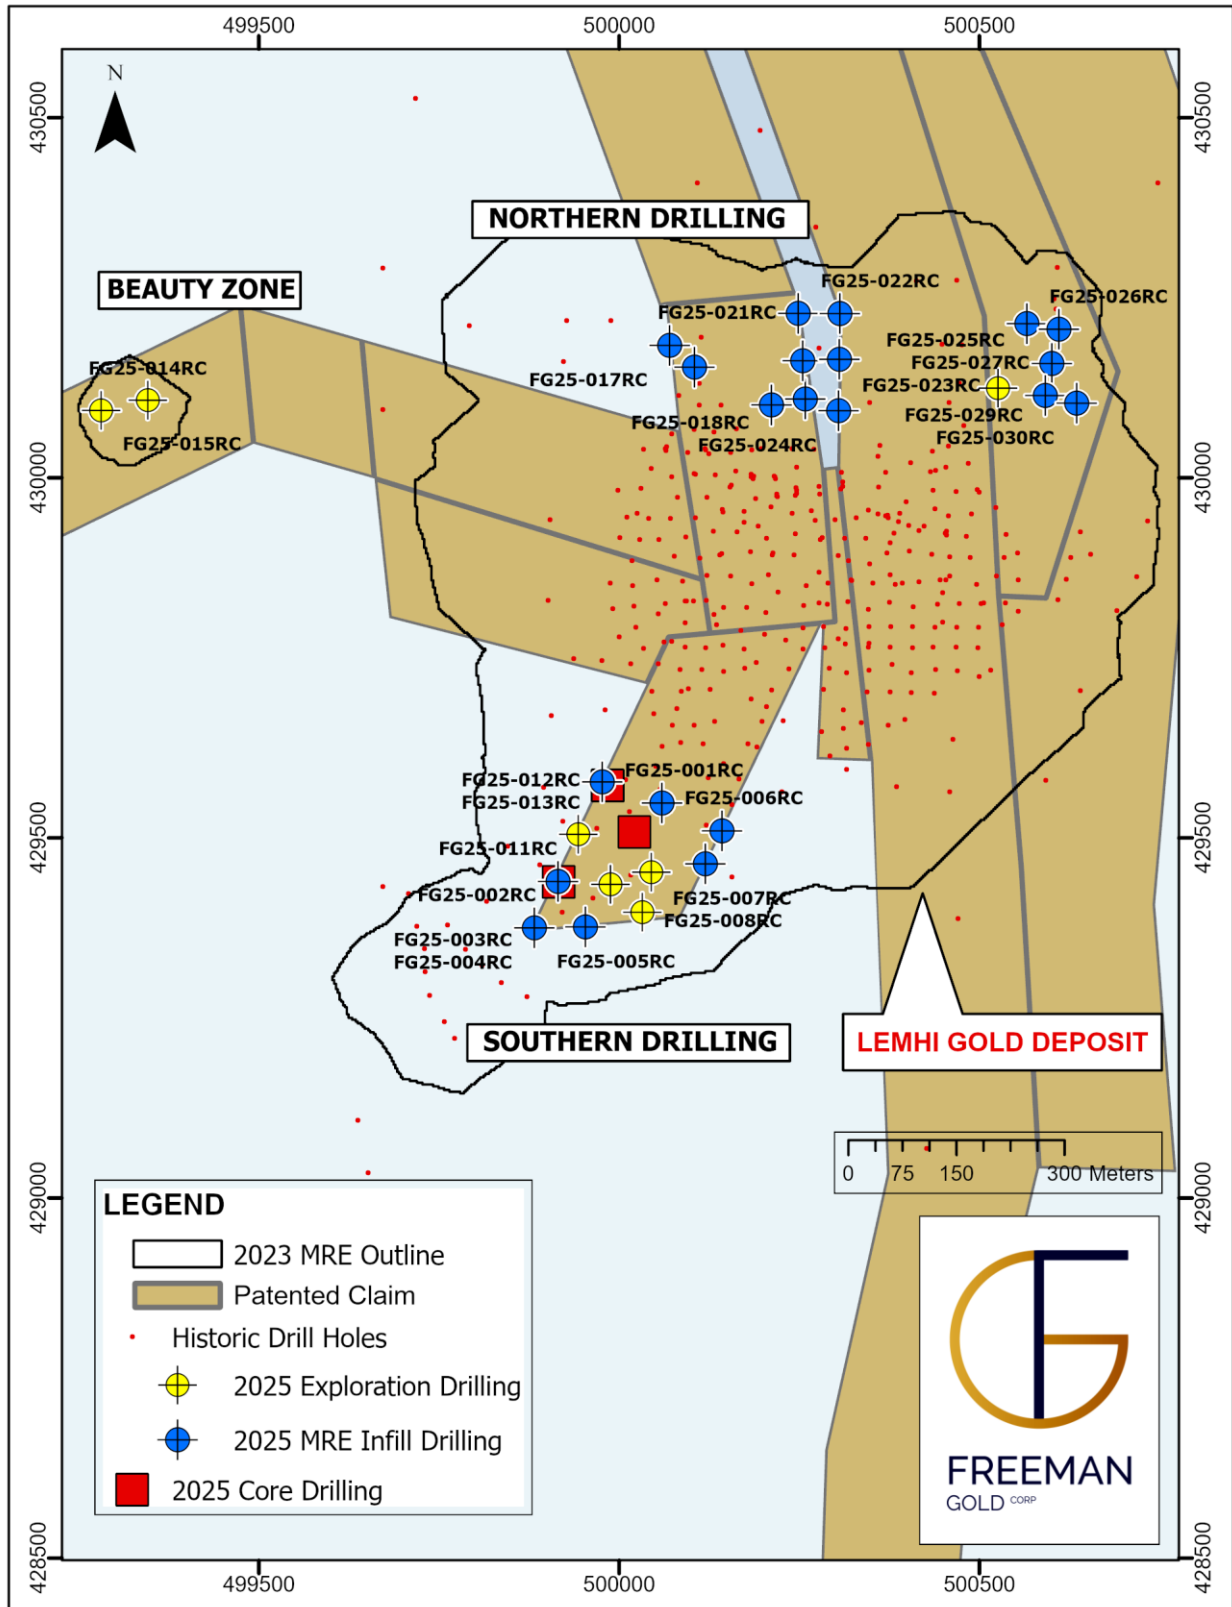 499500
500000
500500
430500
430500
N
NORTHERN DRILLING
BEAUTY ZONE
FG25-022RC
FG25-026RC
FG25-021RC
FG25-025RC
FG25-014RC
FG25-027RC
FG25-017RC
FG25-023RC
FG25-029RC
FG25-018RC
FG25-015RC
FG25-024RC
FG25-030RC
430000
430000
FG25-012RC
FG25-001RC
FG25-013RC
FG25-006RC
429500
429500
FG25-011RC
FG25-002RC
FG25-007RC
FG25-008RC
FG25-003RC
FG25-004RC
FG25-005RC
SOUTHERN DRILLING
LEMHI GOLD DEPOSIT
0 75 150 300 Meters
429000
429000
LEGEND
2023 MRE Outline
Patented Claim
Historic Drill Holes
2025 Exploration Drilling
2025 MRE Infill Drilling
2025 Core Drilling
FREEMAN
GOLD CORP
428500
428500
499500
500000
500500